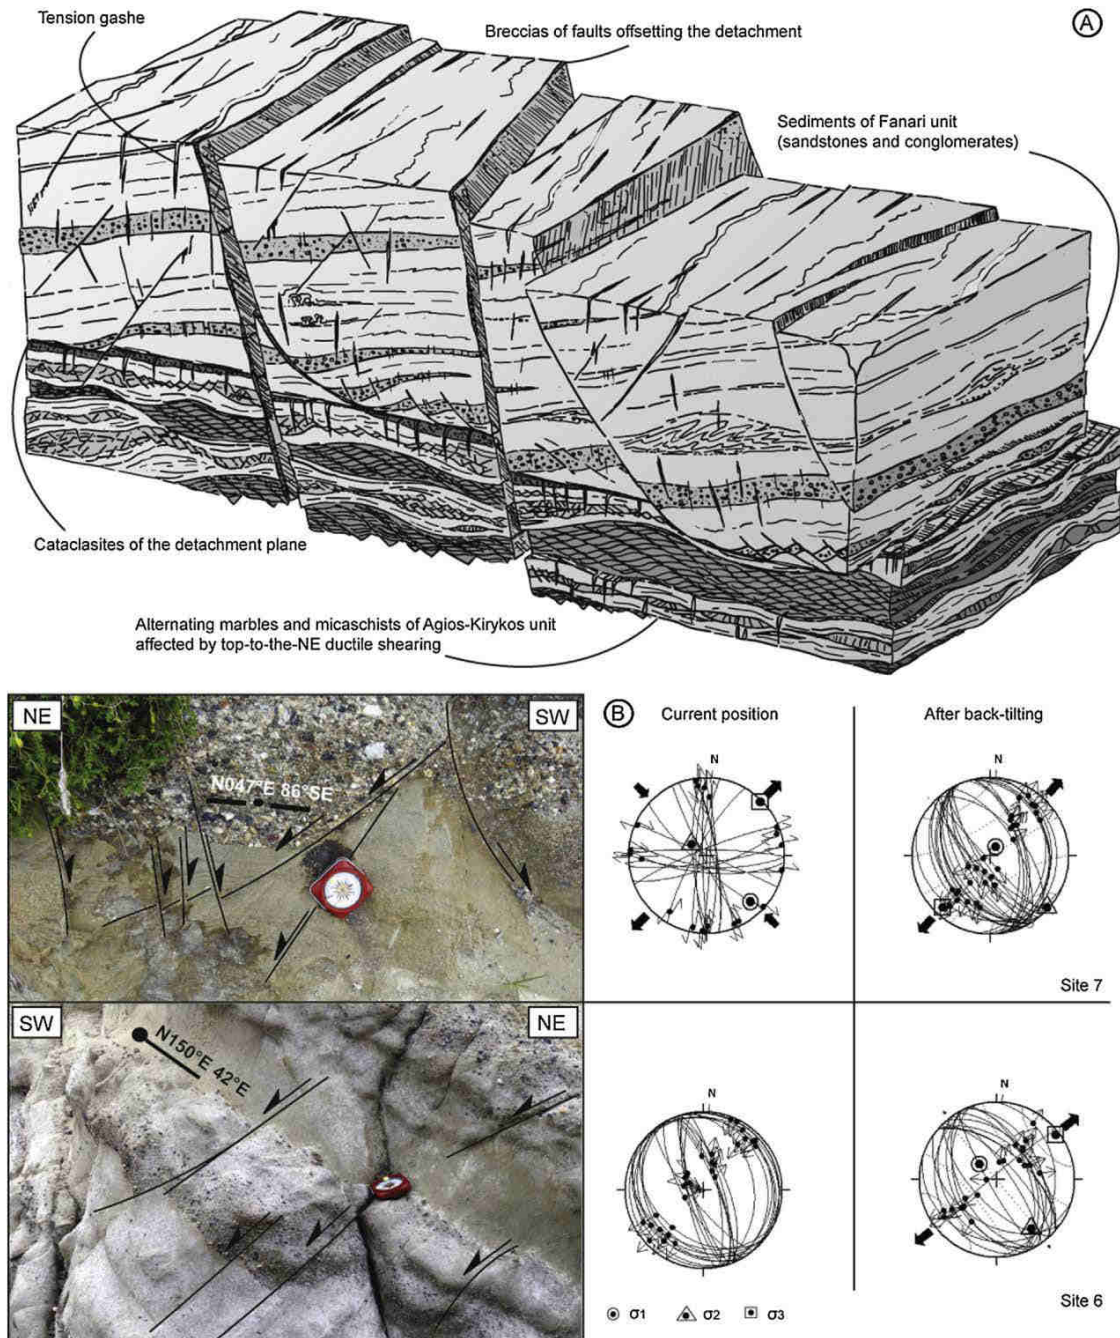 Tension gashe
Breccias of faults offsetting the detachment
A
Sediments of Fanari unit
(sandstones and conglomerates)
Cataclasites of the detachment plane
Alternating marbles and micaschists of Agios-Kirykos unit
affected by top-to-the-NE ductile shearing
NE
SW
N047°E 86°SE
B
Current position
After back-tilting
N
N
Site 7
SW
NE
N150°E 42°E
N
N
σ1
σ2
σ3
Site 6